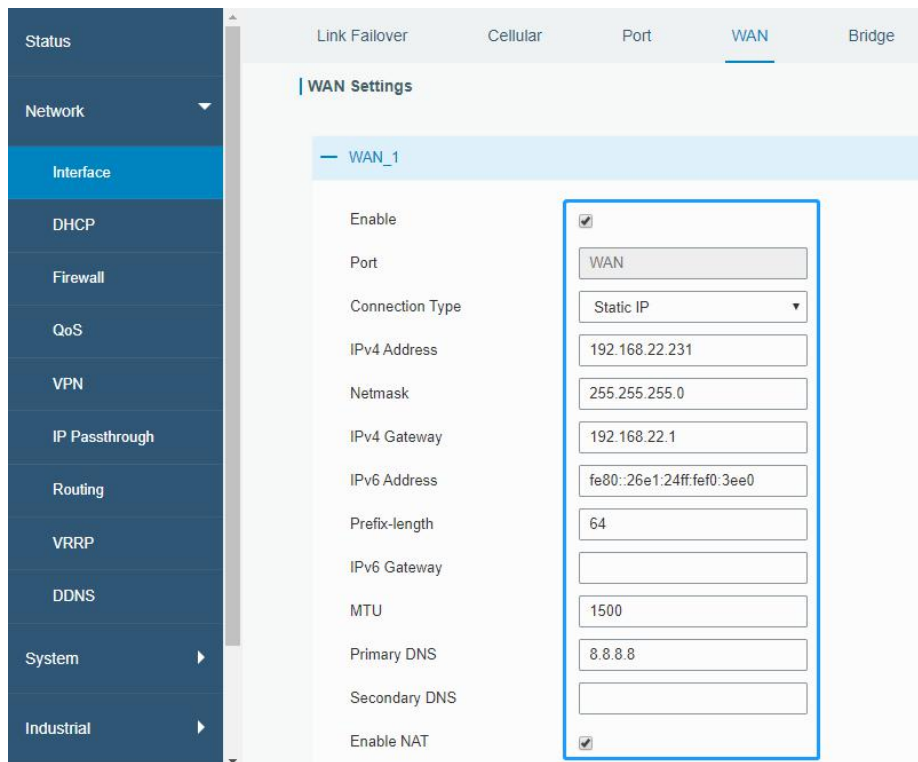 Status
Network
Interface
DHCP
Firewall
QoS
VPN
IP Passthrough
Routing
VRRP
DDNS
System
Industrial
Link Failover Cellular Port WAN Bridge
WAN Settings
WAN_1
Enable
Port WAN
Connection Type Static IP
IPv4 Address 192.168.22.231
Netmask 255.255.255.0
IPv4 Gateway 192.168.22.1
IPv6 Address fe80::26e1:24ff:fef0:3ee0
Prefix-length 64
IPv6 Gateway
MTU 1500
Primary DNS 8.8.8.8
Secondary DNS
Enable NAT